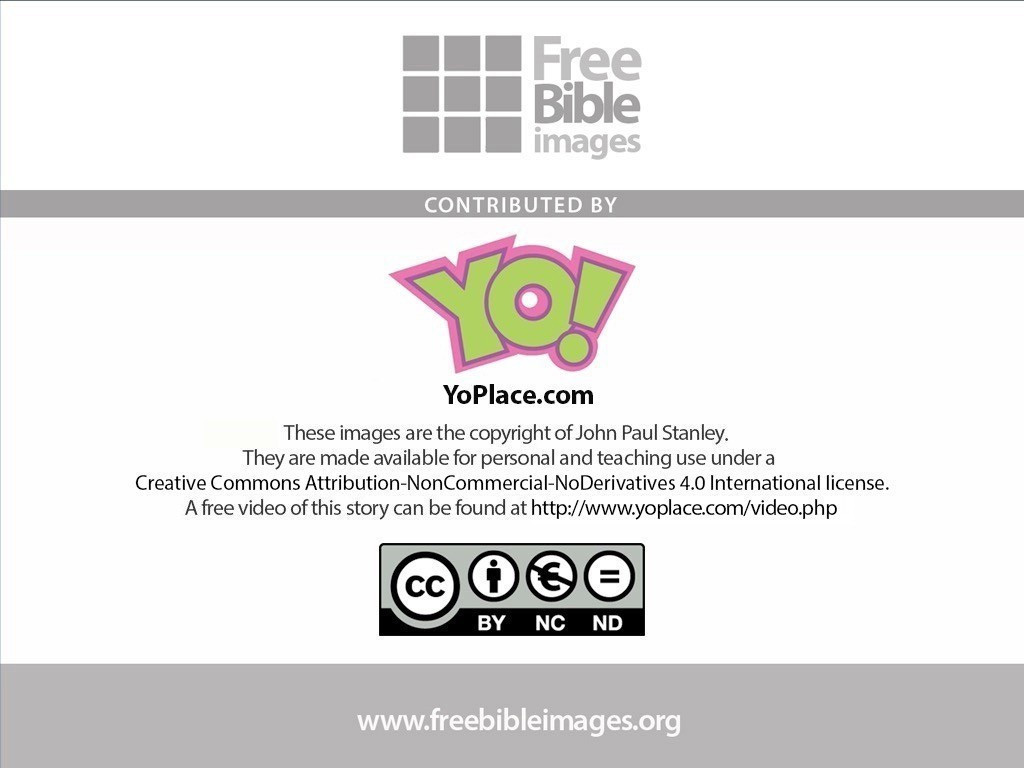 Free
Bible
images
CONTRIBUTED BY
YO!
YoPlace.com
These images are the copyright of John Paul Stanley.
They are made available for personal and teaching use under a
Creative Commons Attribution-NonCommercial-NoDerivatives 4.0 International license.
A free video of this story can be found at http://www.yoplace.com/video.php
cc
BY NC ND
www.freebibleimages.org